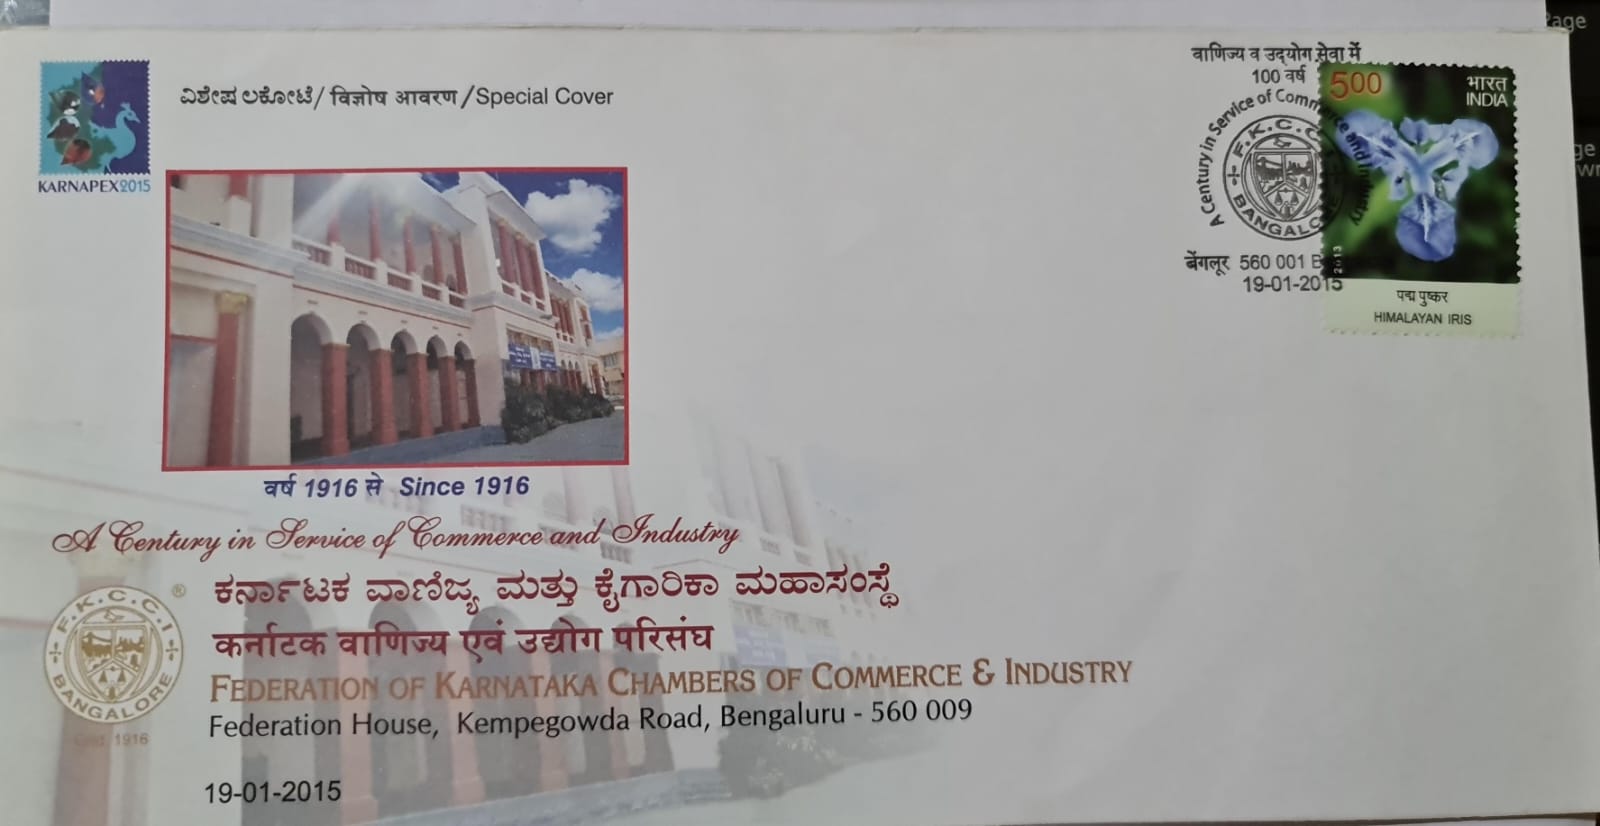 KARNAPEX2015
ವಿಶೇಷ ಲಕೋಟೆ/विज्ञोष आवरण/Special Cover
वर्ष 1916 से Since 1916
A Century in Service of Commerce and Industry
ಕರ್ನಾಟಕ ವಾಣಿಜ್ಯ ಮತ್ತು ಕೈಗಾರಿಕಾ ಮಹಾಸಂಸ್ಥೆ
कर्नाटक वाणिज्य एवं उद्योग परिसंघ
FEDERATION OF KARNATAKA CHAMBERS OF COMMERCE & INDUSTRY
Federation House, Kempegowda Road, Bengaluru - 560 009
19-01-2015
F.K.C.C.I
BANGALORE
®
Estd. 1916
वाणिज्य व उद्योग सेवा में
100 वर्ष
A Century in Service of Commerce and Industry
F.K.C.C
BANGALORE
बेंगलूर 560 001 B
19-01-2015
500
भारत
INDIA
2013
पद्म पुष्कर
HIMALAYAN IRIS
age
ge